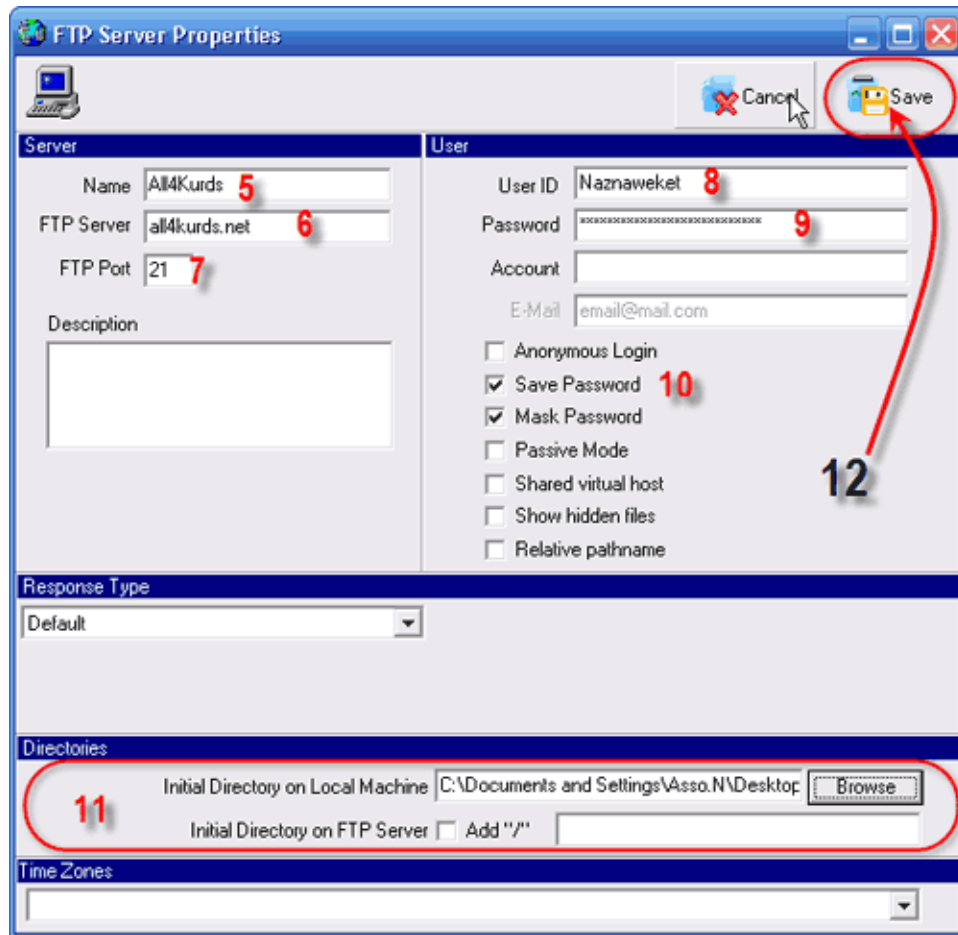 FTP Server Properties
Cancel Save
Server
Name All4Kurds 5
FTP Server all4kurds.net 6
FTP Port 21 7
Description
User
User ID Naznaweket 8
Password *************************** 9
Account
E-Mail email@mail.com
Anonymous Login
Save Password 10
Mask Password
Passive Mode
Shared virtual host
Show hidden files
Relative pathname
12
Response Type
Default
Directories
11
Initial Directory on Local Machine C:\Documents and Settings\Asso.N\Desktop Browse
Initial Directory on FTP Server Add "/"
Time Zones